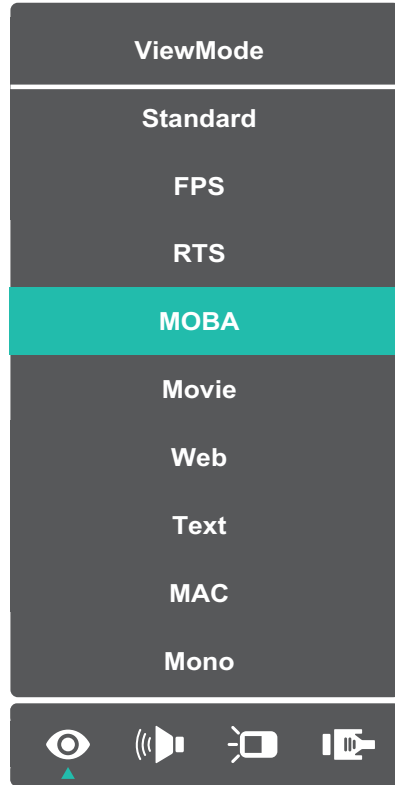 ViewMode
Standard
FPS
RTS
MOBA
Movie
Web
Text
MAC
Mono